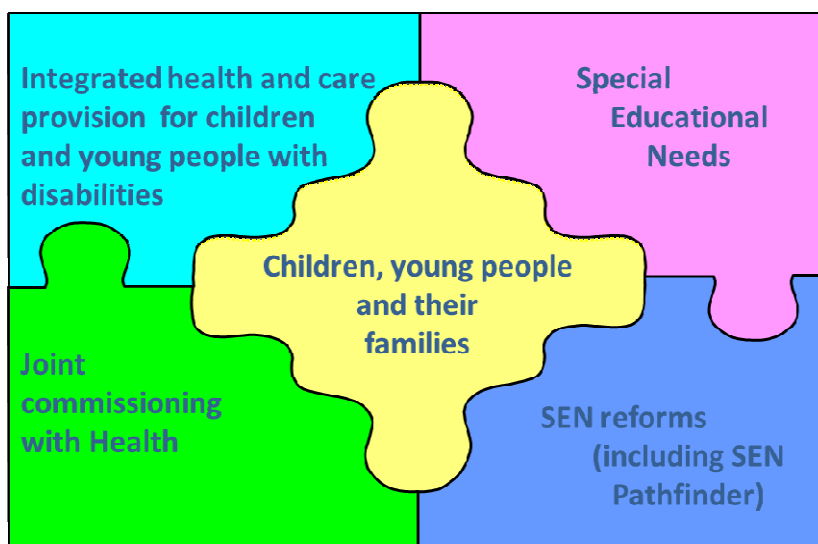 Integrated health and care
provision for children
and young people with
disabilities
Special
Educational
Needs
Children, young people
and their
families
Joint
commissioning
with Health
SEN reforms
(including SEN
Pathfinder)